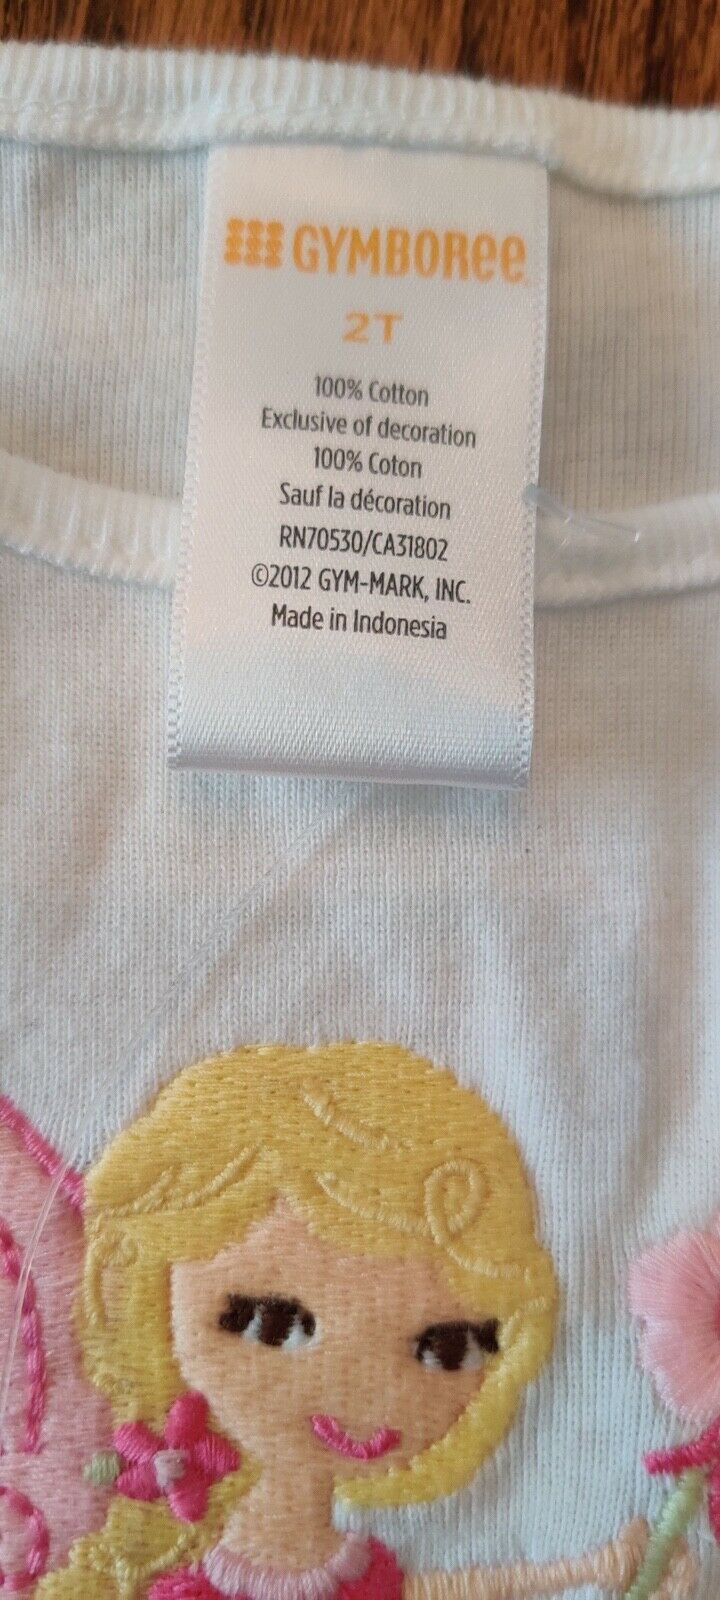 GYMBOREE
2T
100% Cotton
Exclusive of decoration
100% Coton
Sauf la décoration
RN70530/CA31802
©2012 GYM-MARK, INC.
Made in Indonesia